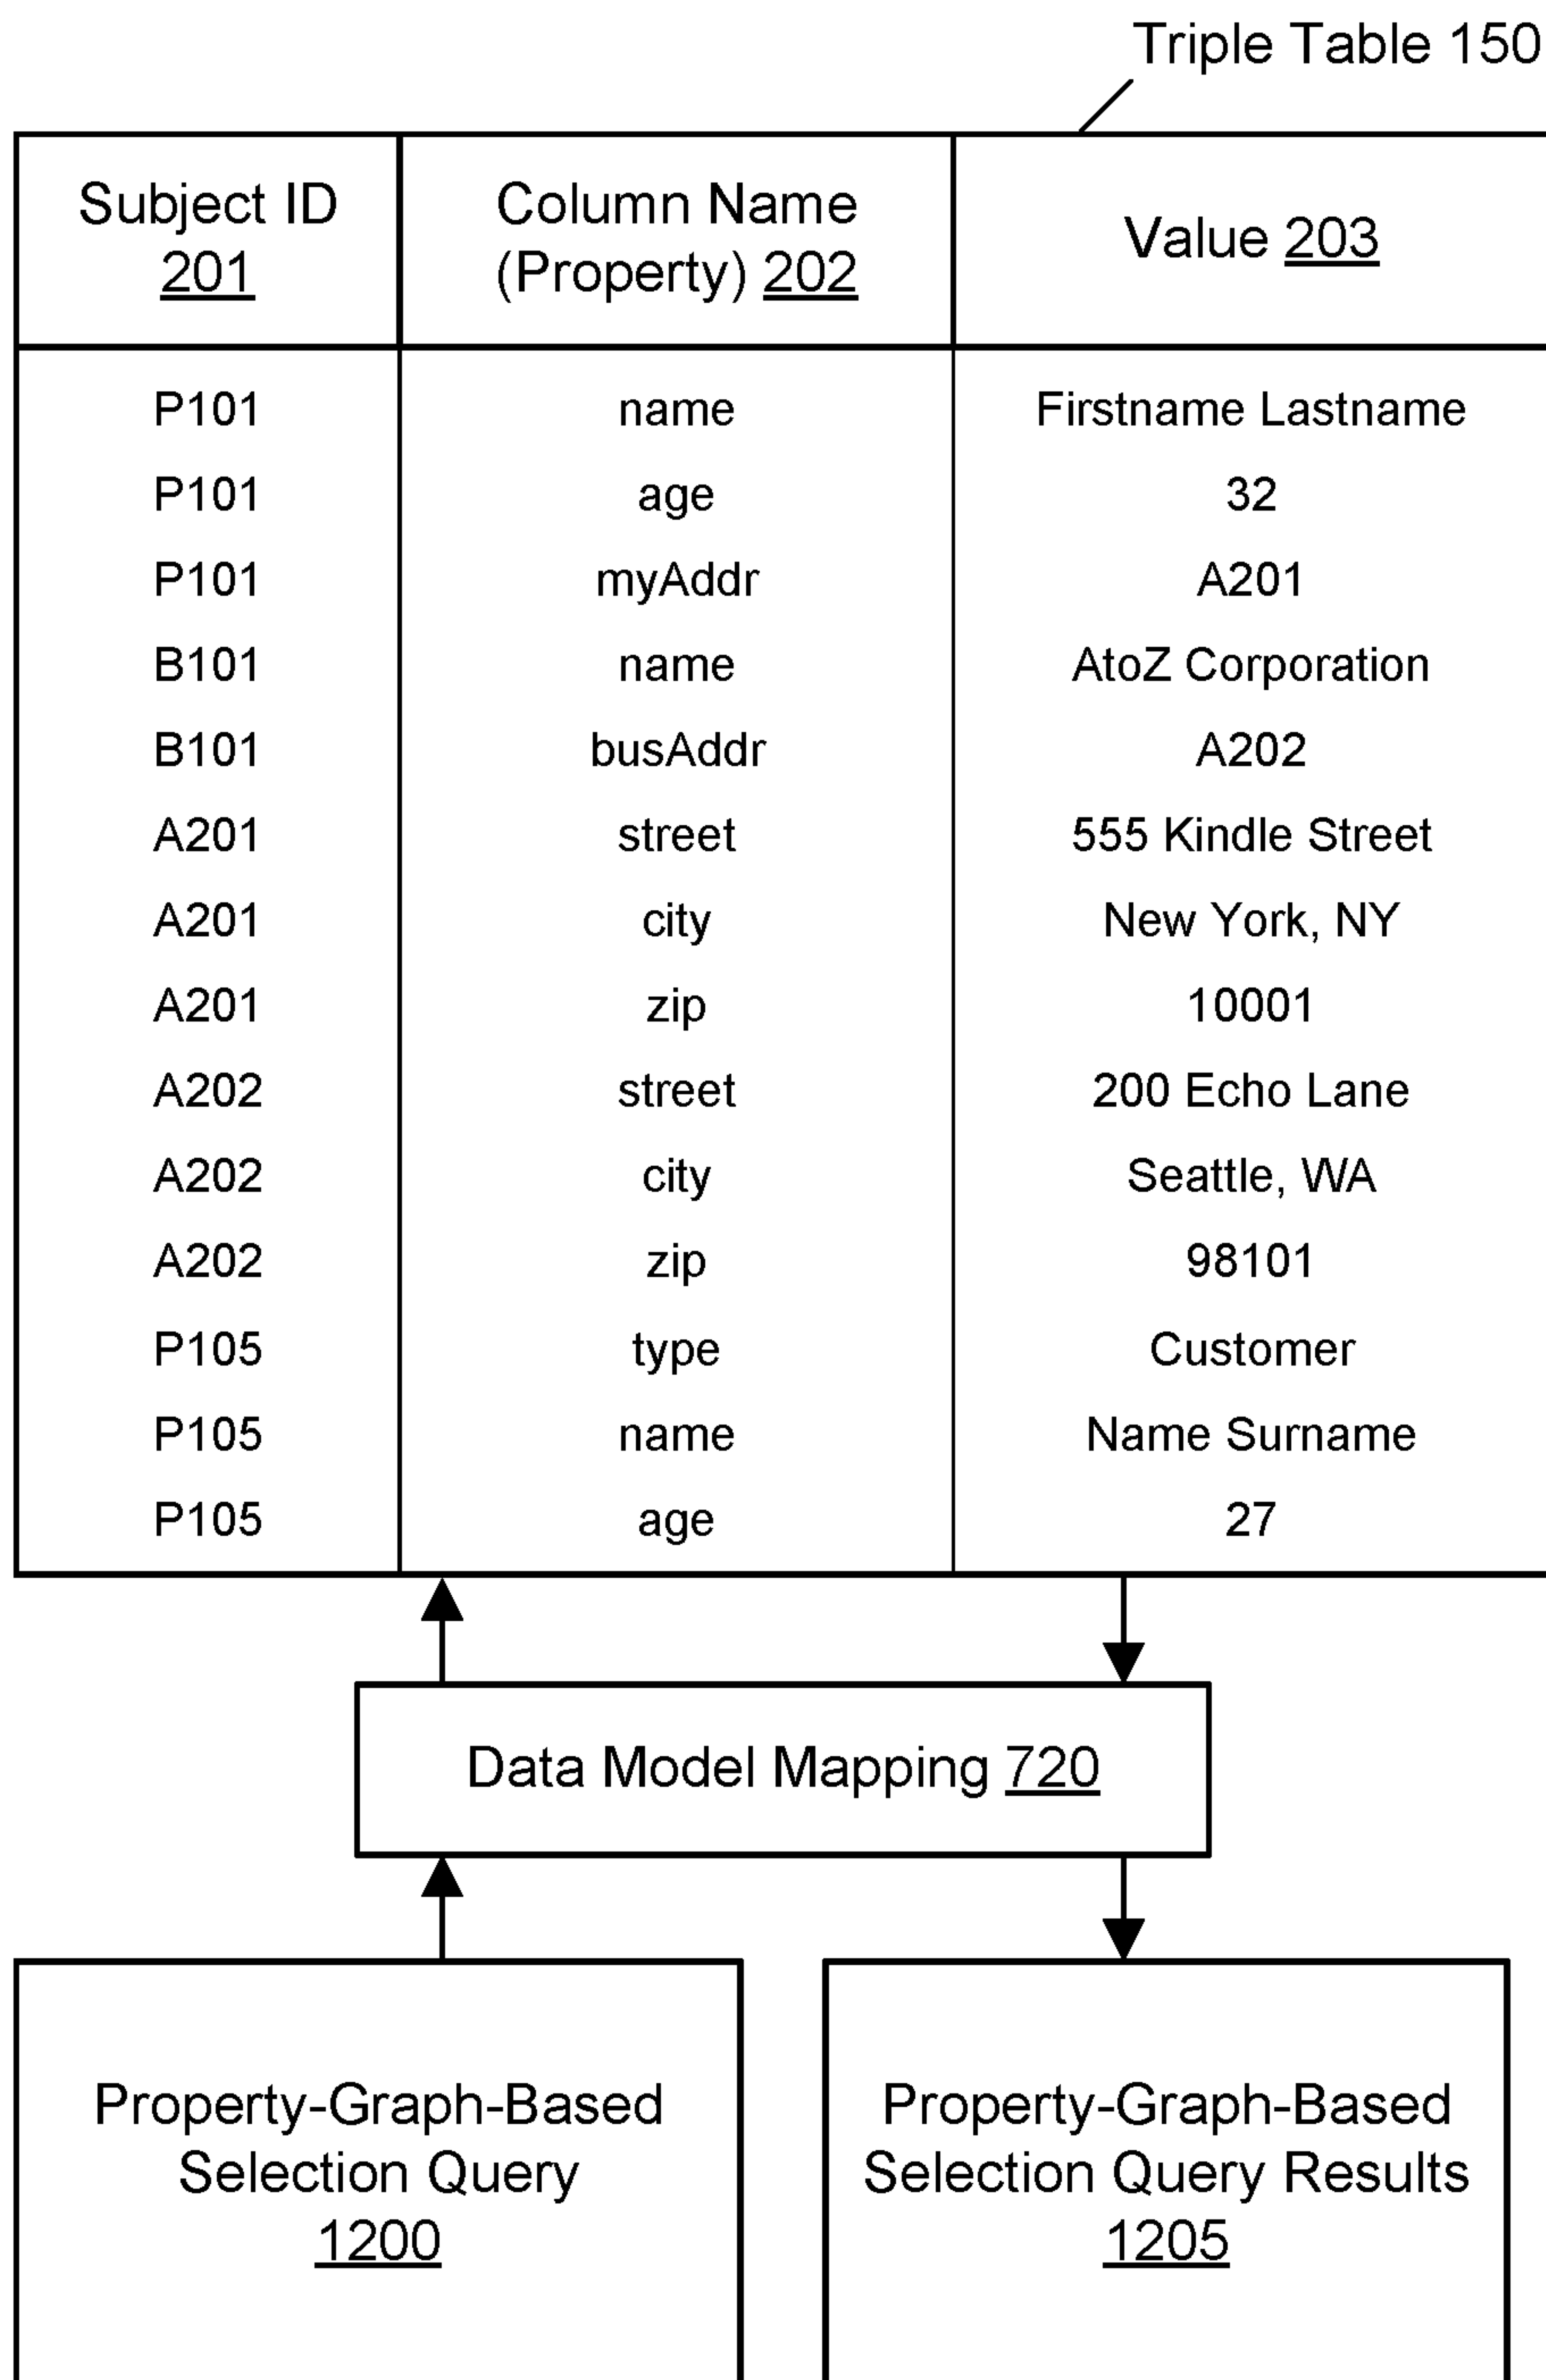 Triple Table 150
Subject ID
201
Column Name
(Property) 202
Value 203
P101 name Firstname Lastname
P101 age 32
P101 myAddr A201
B101 name AtoZ Corporation
B101 busAddr A202
A201 street 555 Kindle Street
A201 city New York, NY
A201 zip 10001
A202 street 200 Echo Lane
A202 city Seattle, WA
A202 zip 98101
P105 type Customer
P105 name Name Surname
P105 age 27
Data Model Mapping 720
Property-Graph-Based
Selection Query
1200
Property-Graph-Based
Selection Query Results
1205